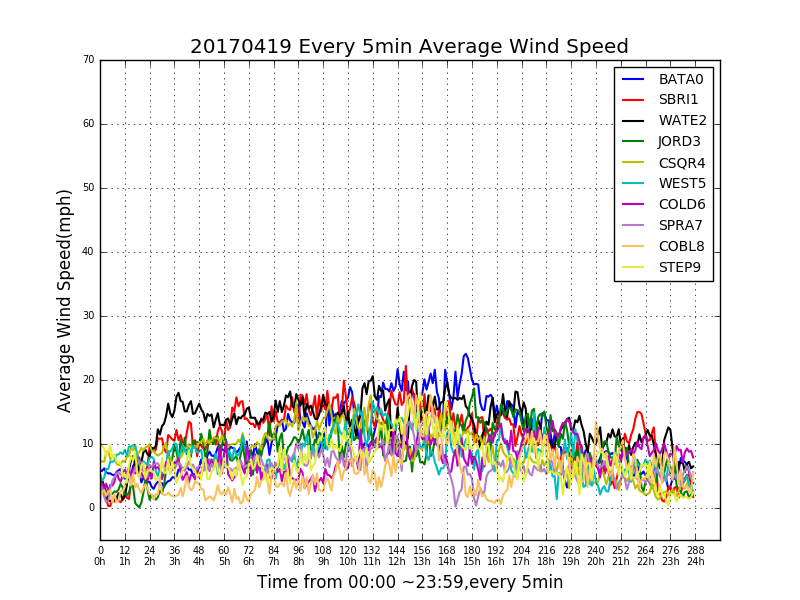 20170419 Every 5min Average Wind Speed
70
60
50
40
30
20
10
0
Average Wind Speed(mph)
BATA0
SBRI1
WATE2
JORD3
CSQR4
WEST5
COLD6
SPRA7
COBL8
STEP9
0 12 24 36 48 60 72 84 96 108 120 132 144 156 168 180 192 204 216 228 240 252 264 276 288
0h 1h 2h 3h 4h 5h 6h 7h 8h 9h 10h 11h 12h 13h 14h 15h 16h 17h 18h 19h 20h 21h 22h 23h 24h
Time from 00:00 ~23:59,every 5min